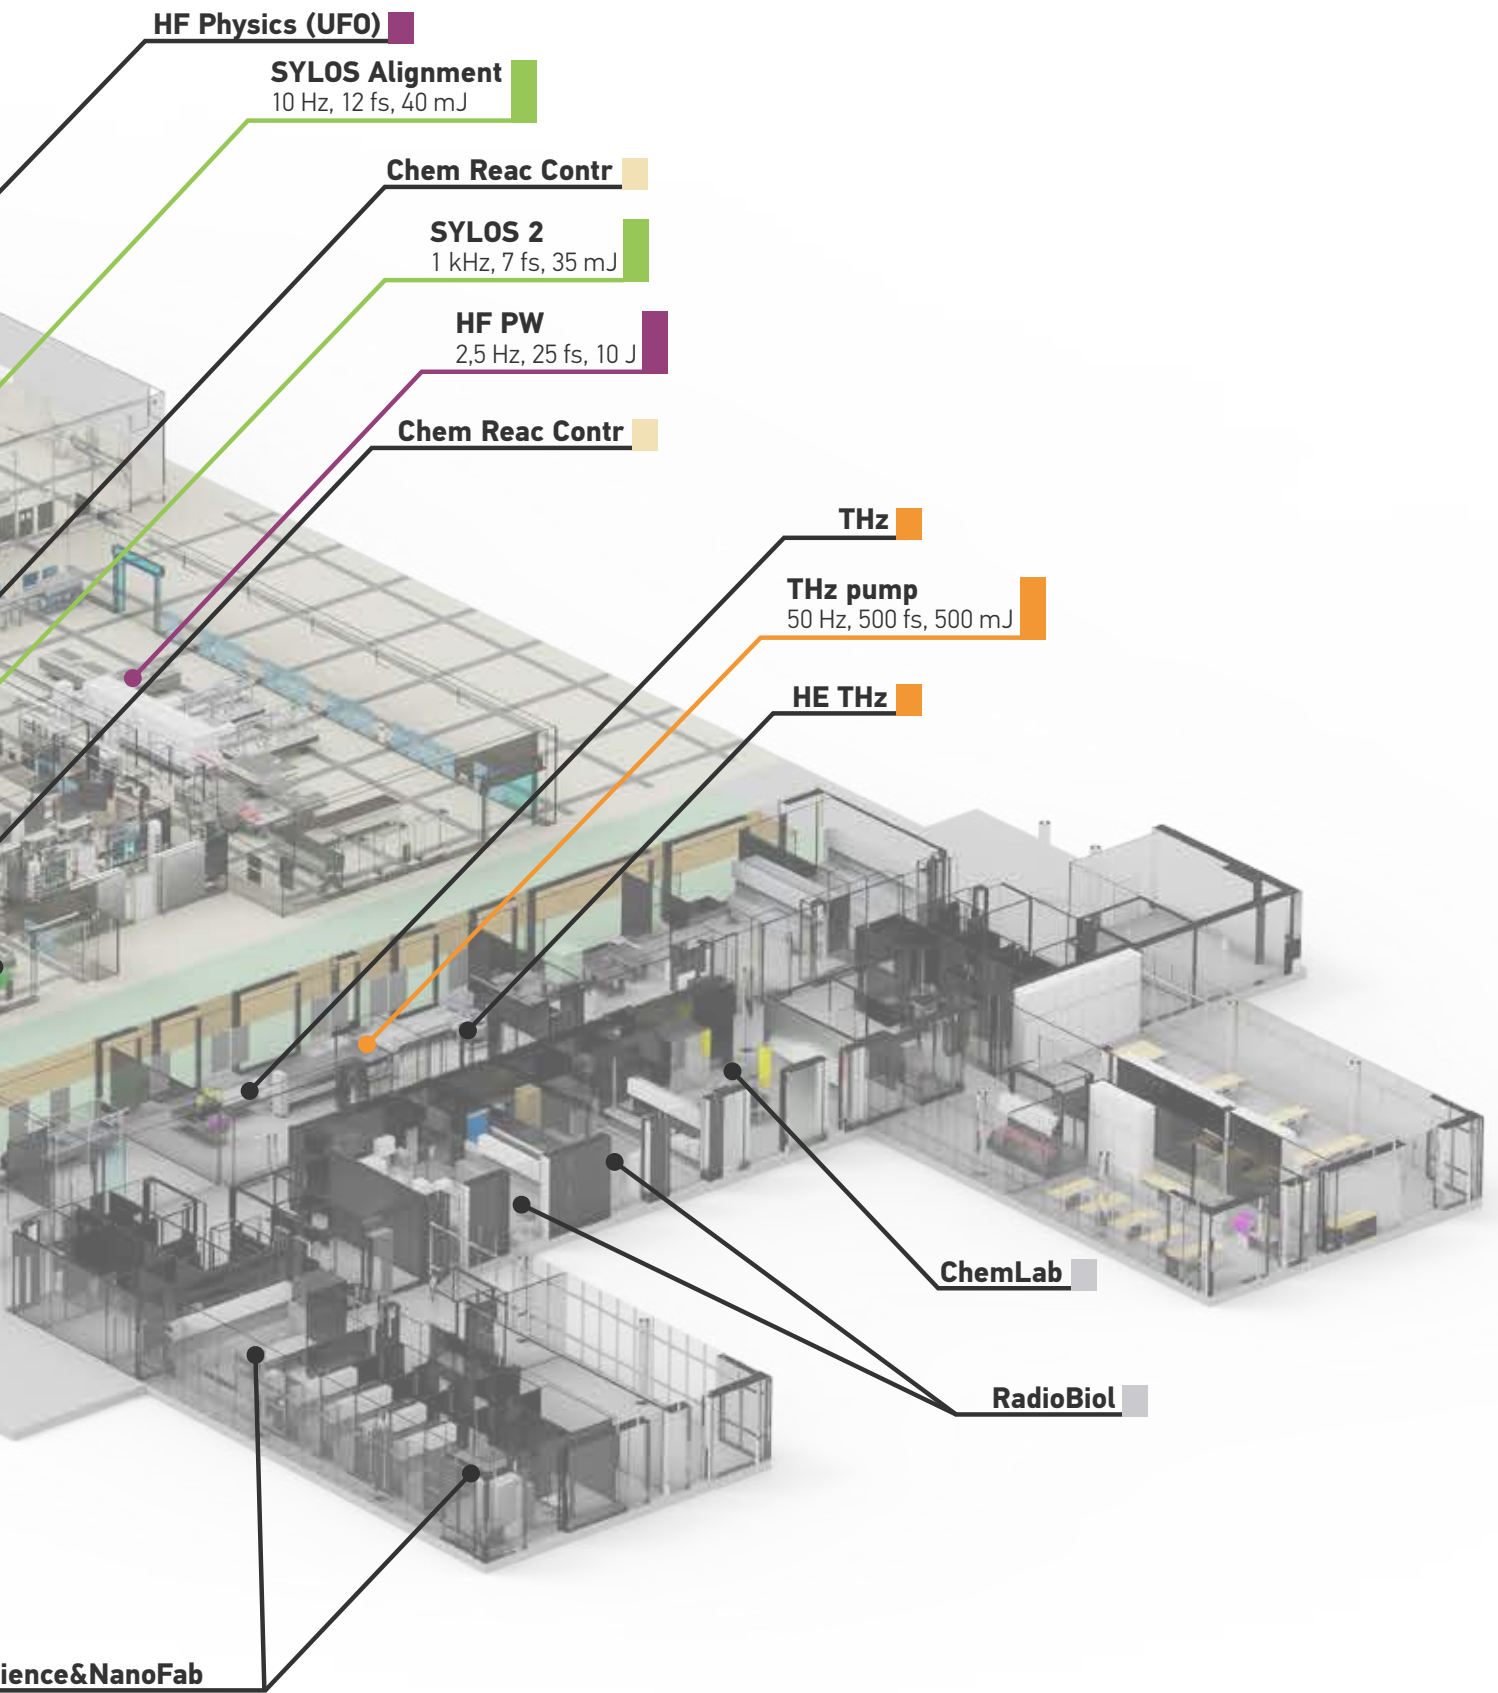 HF Physics (UFO)
SYLOS Alignment
10 Hz, 12 fs, 40 mJ
Chem Reac Contr
SYLOS 2
1 kHz, 7 fs, 35 mJ
HF PW
2,5 Hz, 25 fs, 10 J
Chem Reac Contr
THz
THz pump
50 Hz, 500 fs, 500 mJ
HE THz
ChemLab
RadioBiol
ience&NanoFab